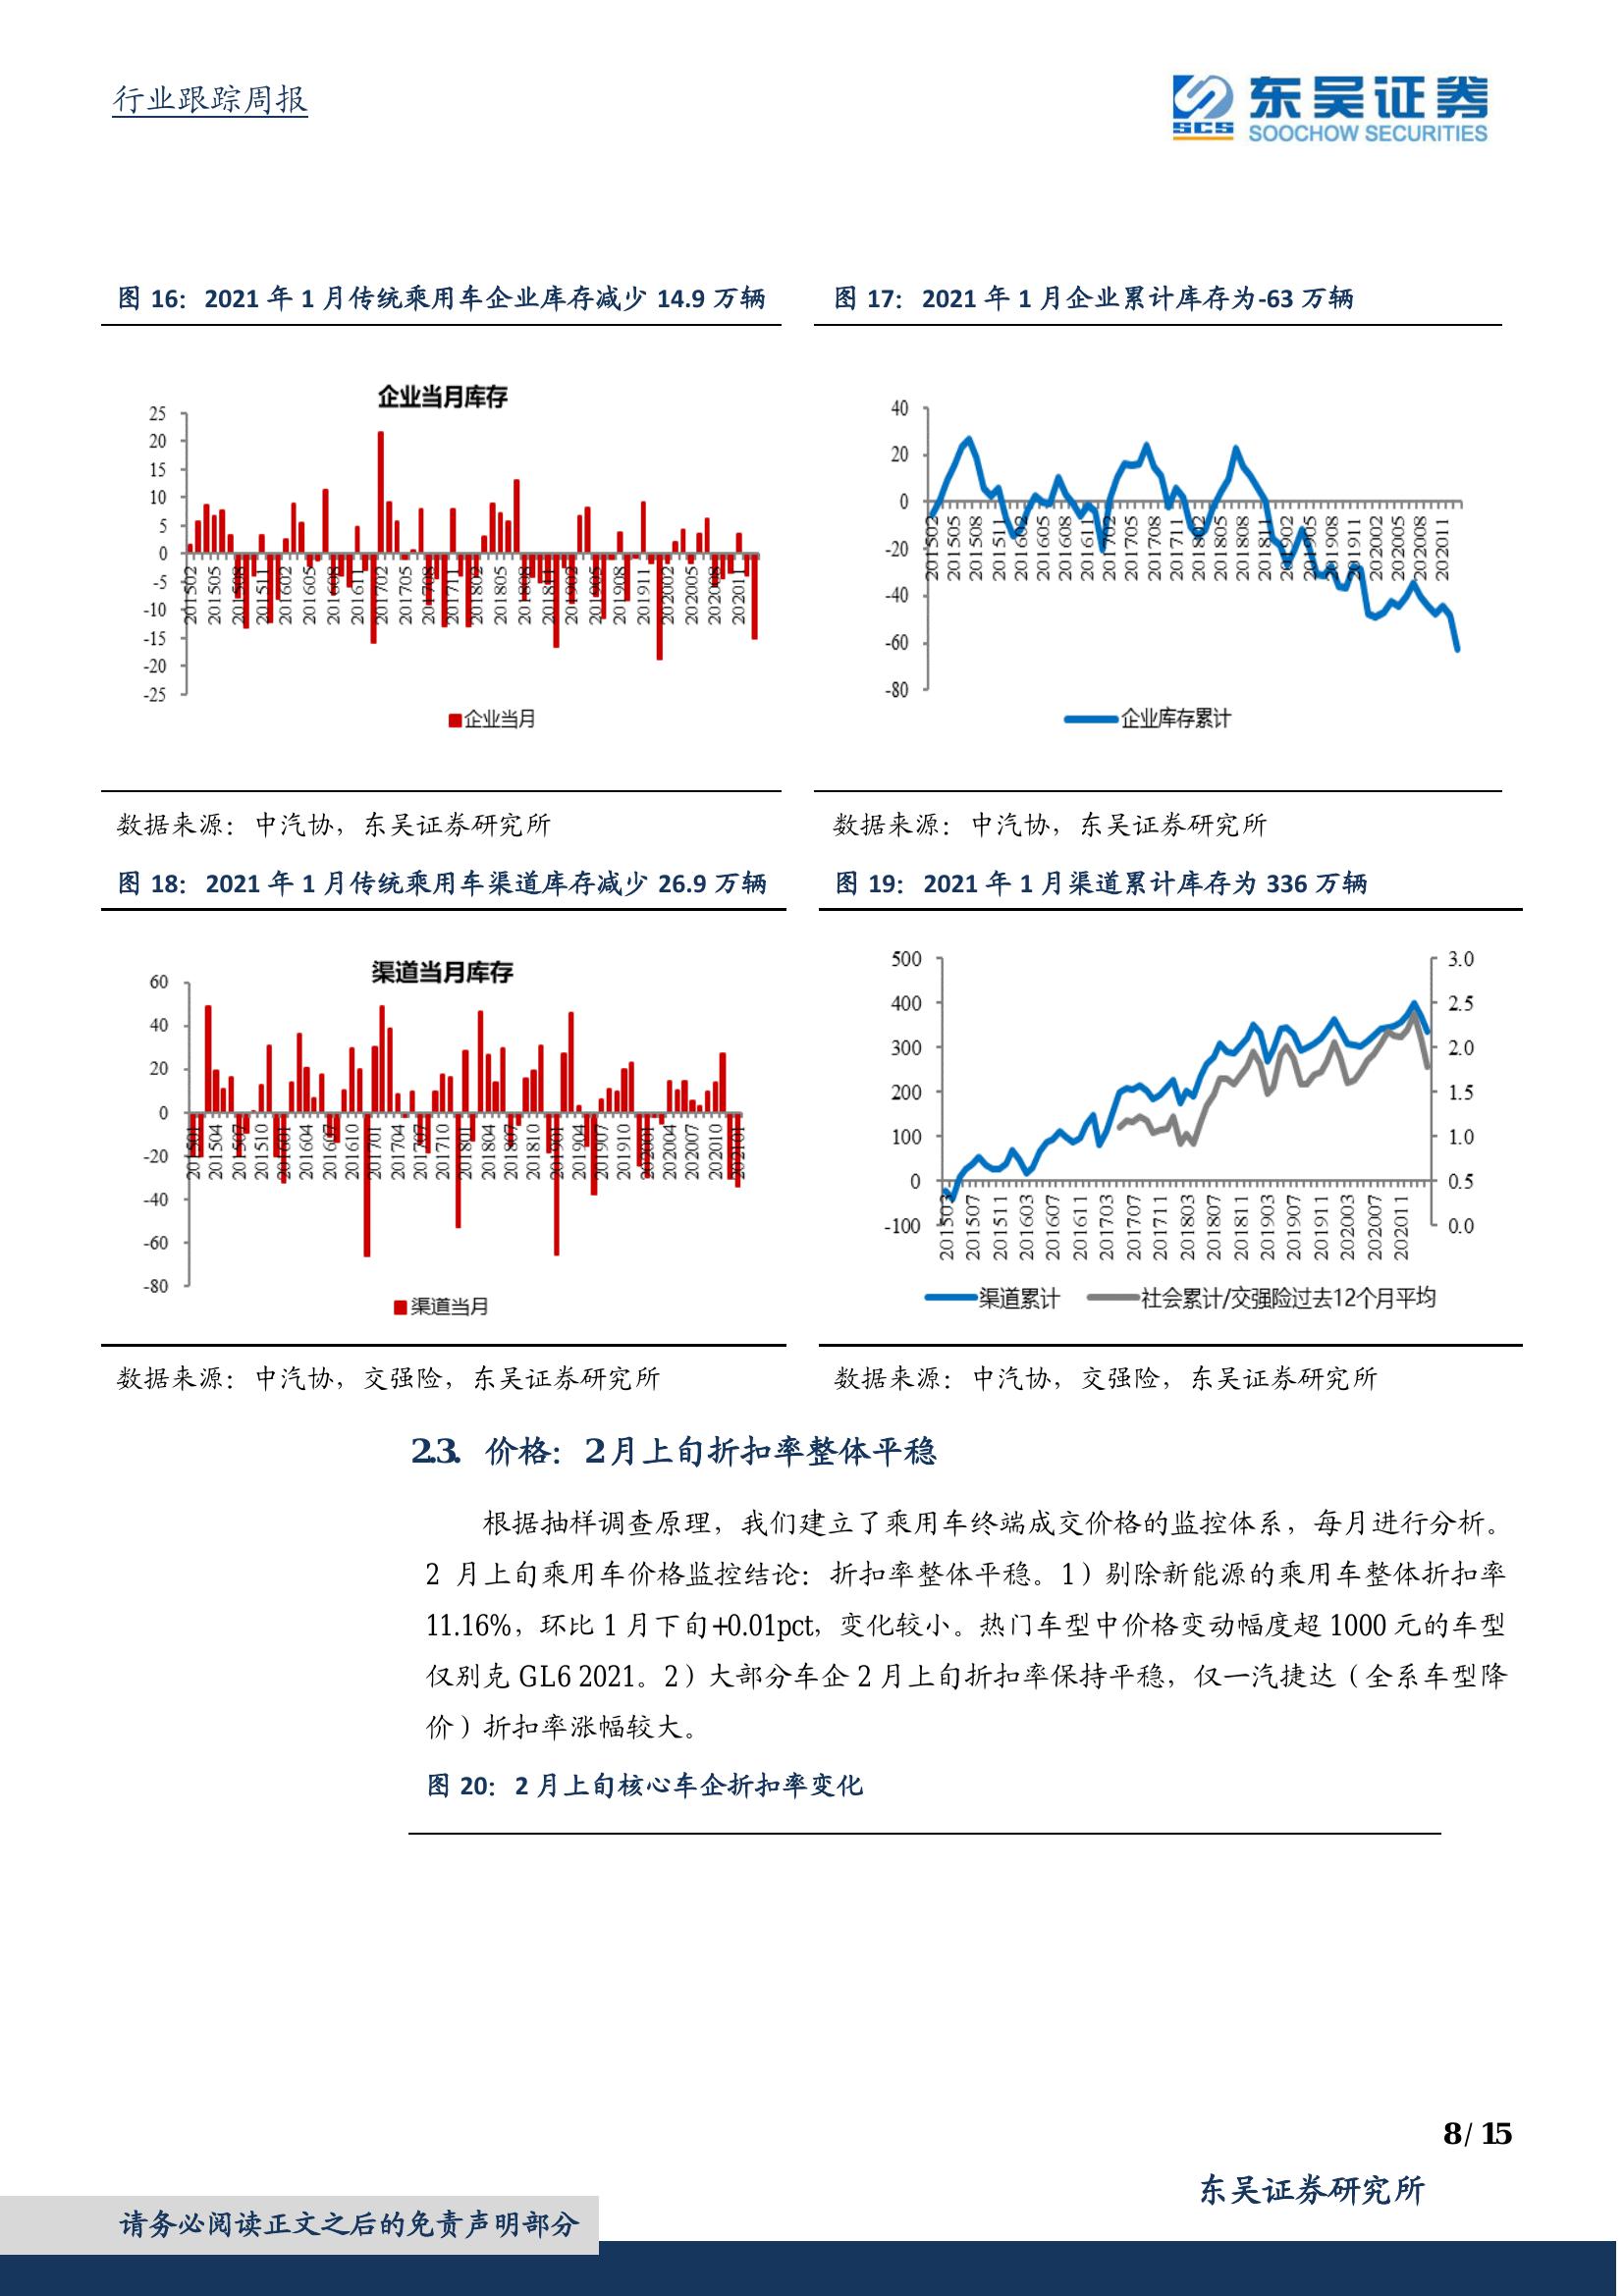 行业跟踪周报
SCS
东吴证券
SOOCHOW SECURITIES
图 16：2021 年 1 月传统乘用车企业库存减少 14.9 万辆
企业当月库存
25
20
15
10
5
0
-5
-10
-15
-20
-25
201502 201505 201508 201511 201602 201605 201608 201611 201702 201705 201708 201711 201802 201805 201808 201811 201902 201905 201908 201911 202002 202005 202008 202011
企业当月
数据来源：中汽协，东吴证券研究所
图 17：2021 年 1 月企业累计库存为-63 万辆
40
20
0
-20
-40
-60
-80
201502 201505 201508 201511 201602 201605 201608 201611 201702 201705 201708 201711 201802 201805 201808 201811 201902 201905 201908 201911 202002 202005 202008 202011
企业库存累计
数据来源：中汽协，东吴证券研究所
图 18：2021 年 1 月传统乘用车渠道库存减少 26.9 万辆
渠道当月库存
60
40
20
0
-20
-40
-60
-80
201501 201504 201507 201510 201601 201604 201607 201610 201701 201704 201707 201710 201801 201804 201807 201810 201901 201904 201907 201910 202001 202004 202007 202010 202101
渠道当月
数据来源：中汽协，交强险，东吴证券研究所
图 19：2021 年 1 月渠道累计库存为 336 万辆
500
400
300
200
100
0
-100
3.0
2.5
2.0
1.5
1.0
0.5
0.0
201503 201507 201511 201603 201607 201611 201703 201707 201711 201803 201807 201811 201903 201907 201911 202003 202007 202011
渠道累计 社会累计/交强险过去12个月平均
数据来源：中汽协，交强险，东吴证券研究所
2.3. 价格：2 月上旬折扣率整体平稳
根据抽样调查原理，我们建立了乘用车终端成交价格的监控体系，每月进行分析。
2 月上旬乘用车价格监控结论：折扣率整体平稳。1）剔除新能源的乘用车整体折扣率
11.16%，环比 1 月下旬+0.01pct，变化较小。热门车型中价格变动幅度超 1000 元的车型
仅别克 GL6 2021。2）大部分车企 2 月上旬折扣率保持平稳，仅一汽捷达（全系车型降
价）折扣率涨幅较大。
图 20：2 月上旬核心车企折扣率变化
8 / 15
东吴证券研究所
请务必阅读正文之后的免责声明部分